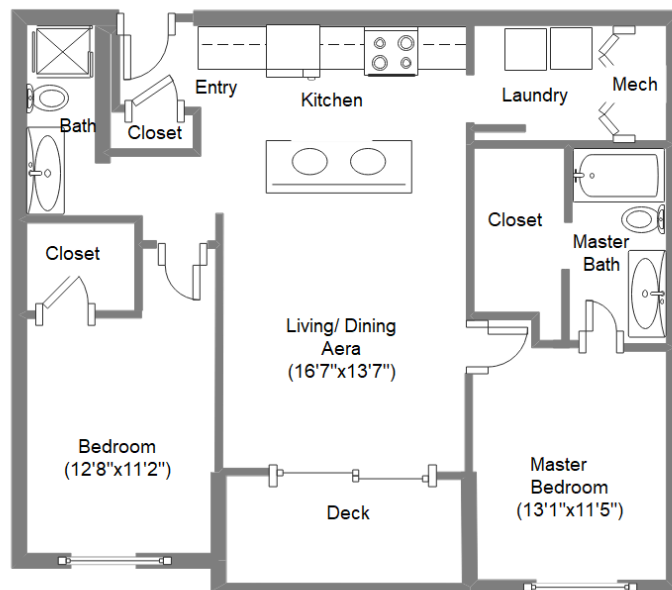 Entry
Kitchen
Laundry
Mech
Bath
Closet
Closet
Closet
Master
Bath
Living/ Dining
Aera
(16'7"x13'7")
Bedroom
(12'8"x11'2")
Master
Bedroom
(13'1"x11'5")
Deck